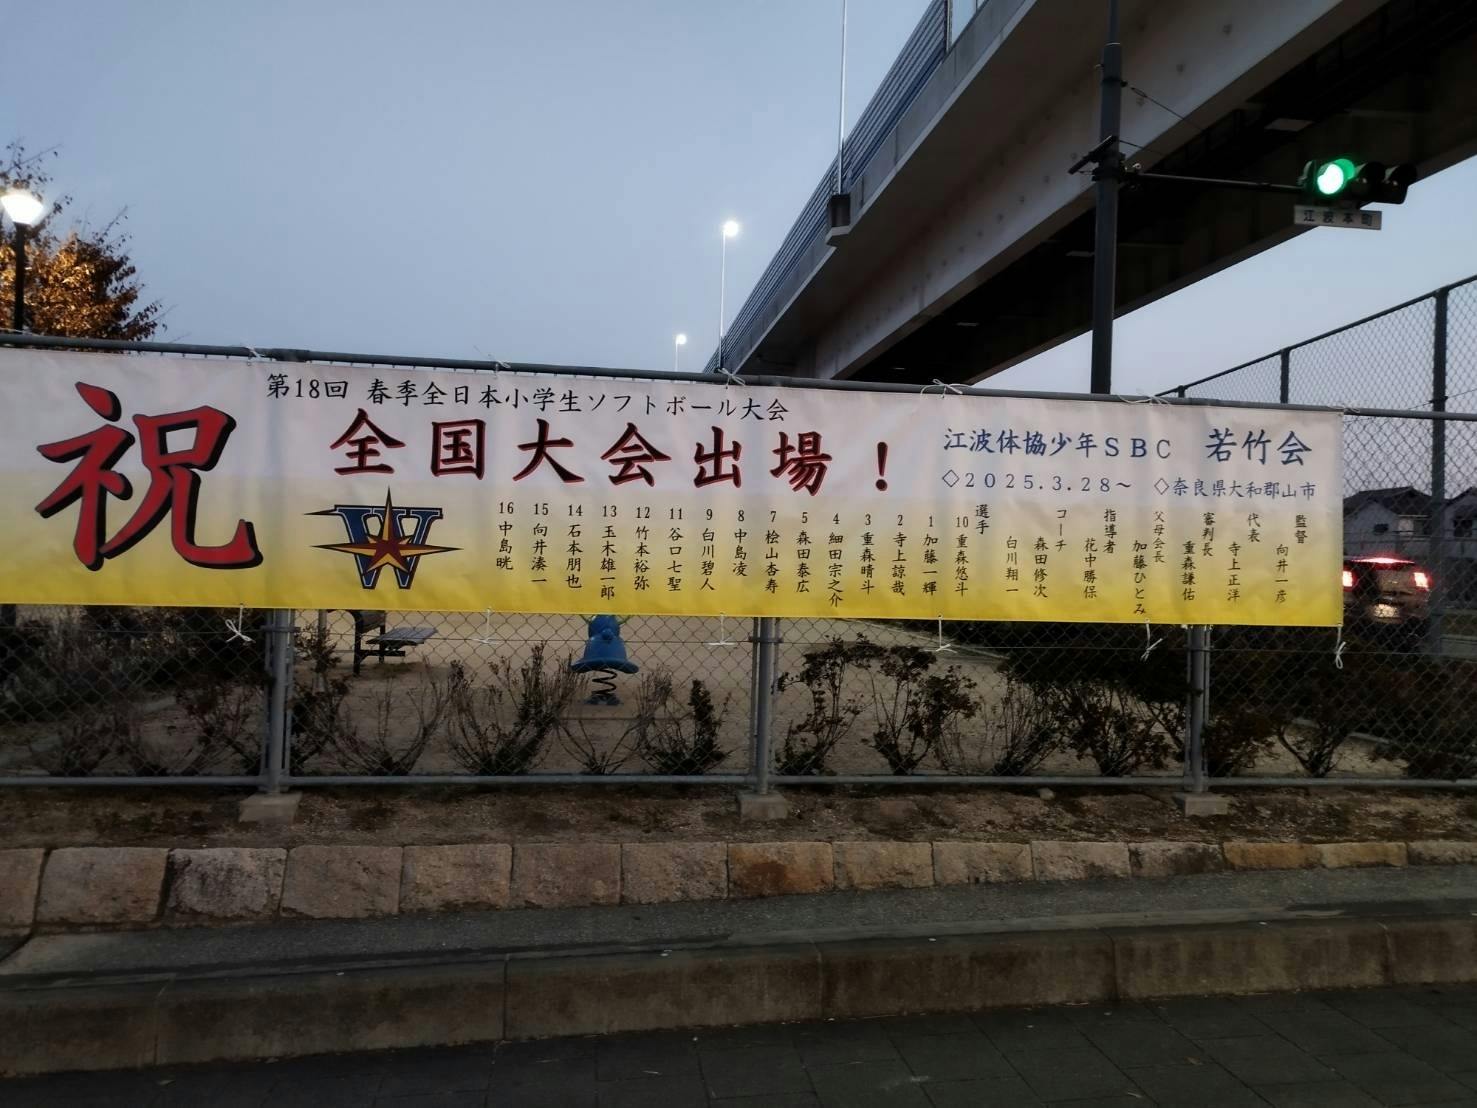 祝
第18回 春季全日本小学生ソフトボール大会
全国大会出場！
江波体協少年ＳＢＣ 若竹会
◇２０２５.３.２８～ ◇奈良県大和郡山市
監督
向井一彦
代表
寺上正洋
審判長
重森謙佑
父母会長
加藤ひとみ
指導者
花中勝保
コーチ
森田修次
白川翔一
選手
10 重森悠斗
1 加藤一輝
2 寺上諒哉
3 重森晴斗
4 細田宗之介
5 森田泰広
7 桧山杏寿
8 中島凌
9 白川碧人
11 谷口七聖
12 竹本裕弥
13 玉木雄一郎
14 石本朋也
15 向井湊一
16 中島晄
W
江波本町